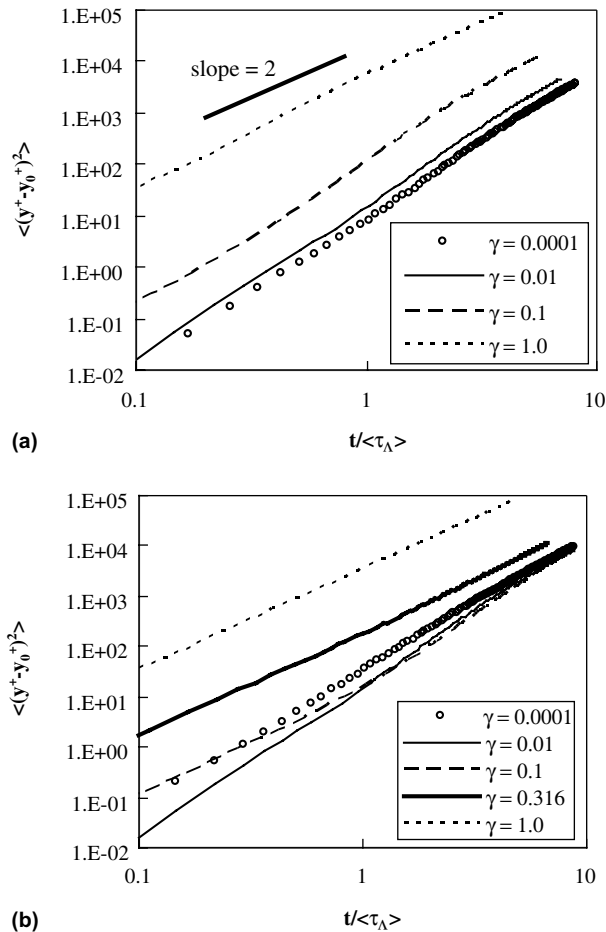 1.E+05
1.E+04
1.E+03
1.E+02
1.E+01
1.E+00
1.E-01
1.E-02
<(y⁺-y₀⁺)²>
slope = 2
γ = 0.0001
γ = 0.01
γ = 0.1
γ = 1.0
0.1 1 10
t/<τ_Λ>
(a)
1.E+05
1.E+04
1.E+03
1.E+02
1.E+01
1.E+00
1.E-01
1.E-02
<(y⁺-y₀⁺)²>
γ = 0.0001
γ = 0.01
γ = 0.1
γ = 0.316
γ = 1.0
0.1 1 10
t/<τ_Λ>
(b)